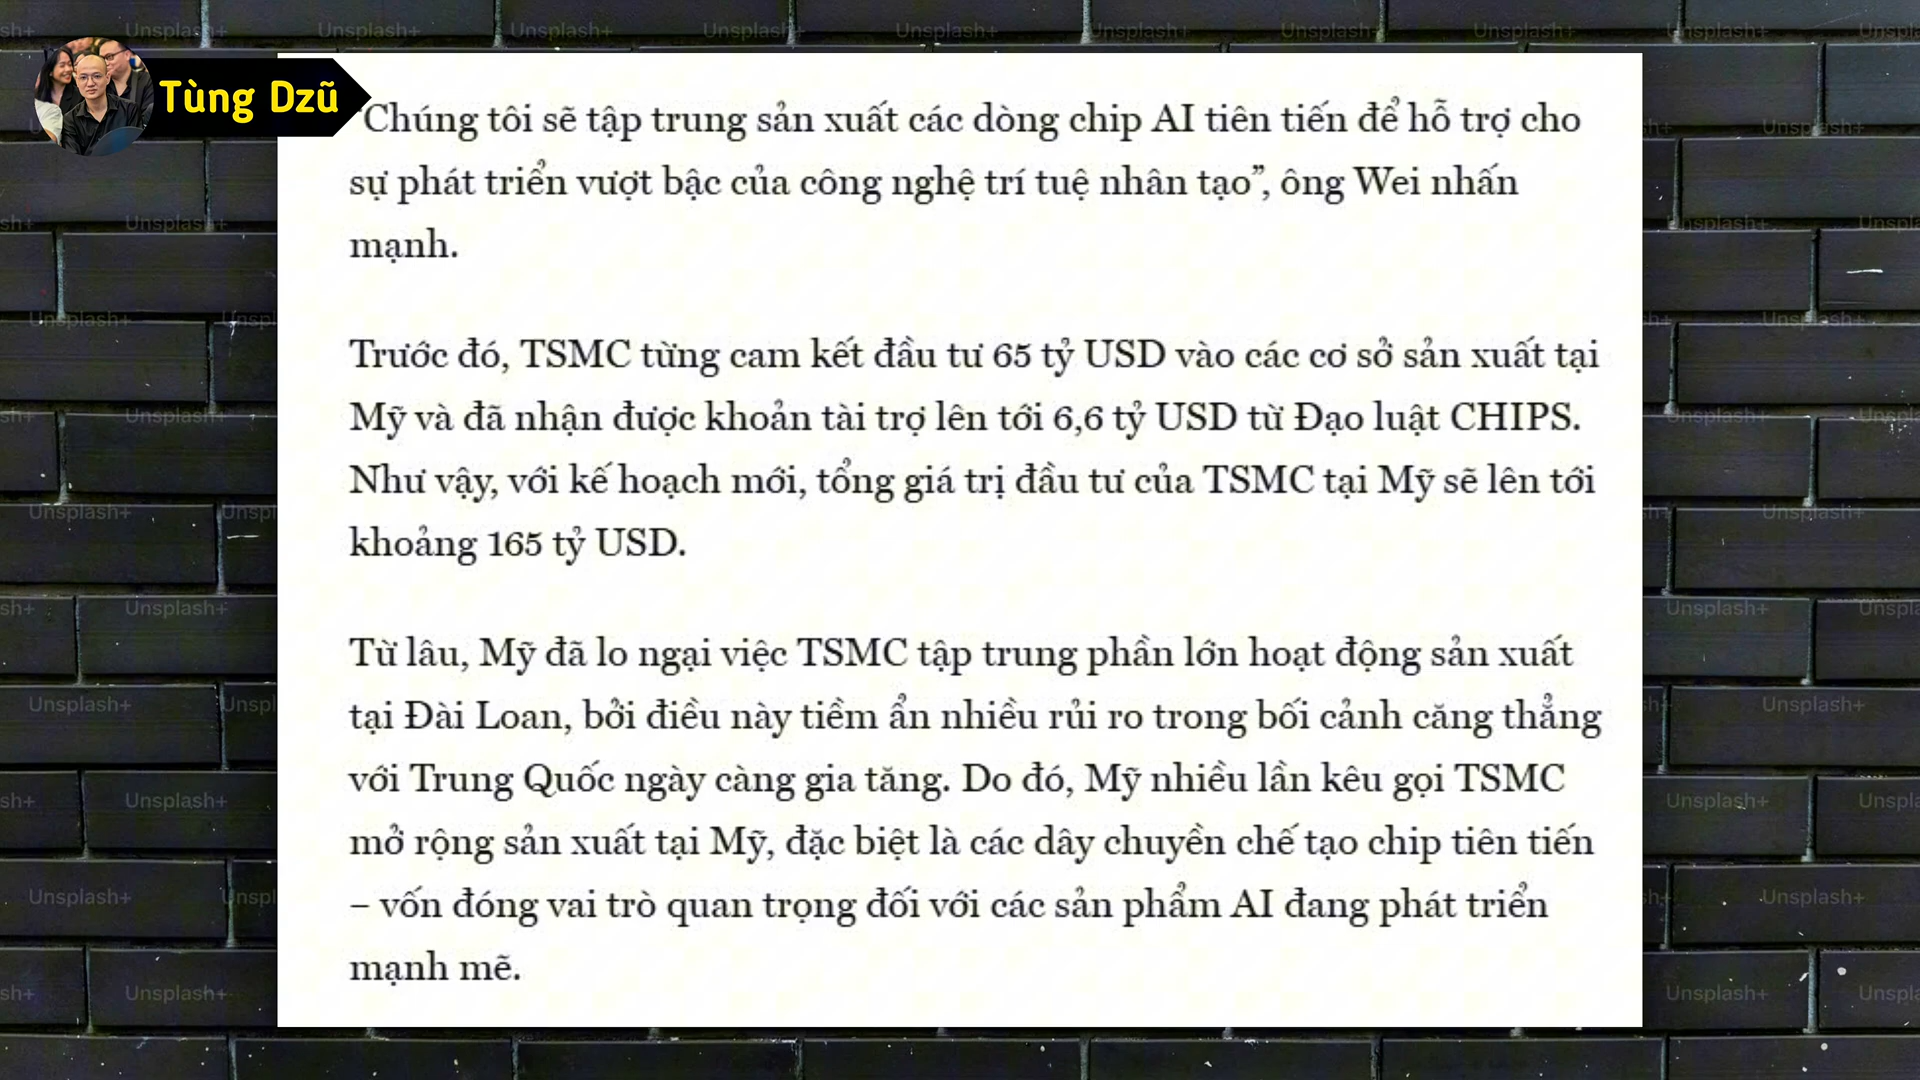 Tùng Dzũ
“Chúng tôi sẽ tập trung sản xuất các dòng chip AI tiên tiến để hỗ trợ cho
sự phát triển vượt bậc của công nghệ trí tuệ nhân tạo”, ông Wei nhấn
mạnh.
Trước đó, TSMC từng cam kết đầu tư 65 tỷ USD vào các cơ sở sản xuất tại
Mỹ và đã nhận được khoản tài trợ lên tới 6,6 tỷ USD từ Đạo luật CHIPS.
Như vậy, với kế hoạch mới, tổng giá trị đầu tư của TSMC tại Mỹ sẽ lên tới
khoảng 165 tỷ USD.
Từ lâu, Mỹ đã lo ngại việc TSMC tập trung phần lớn hoạt động sản xuất
tại Đài Loan, bởi điều này tiềm ẩn nhiều rủi ro trong bối cảnh căng thẳng
với Trung Quốc ngày càng gia tăng. Do đó, Mỹ nhiều lần kêu gọi TSMC
mở rộng sản xuất tại Mỹ, đặc biệt là các dây chuyền chế tạo chip tiên tiến
– vốn đóng vai trò quan trọng đối với các sản phẩm AI đang phát triển
mạnh mẽ.
Unsplash+